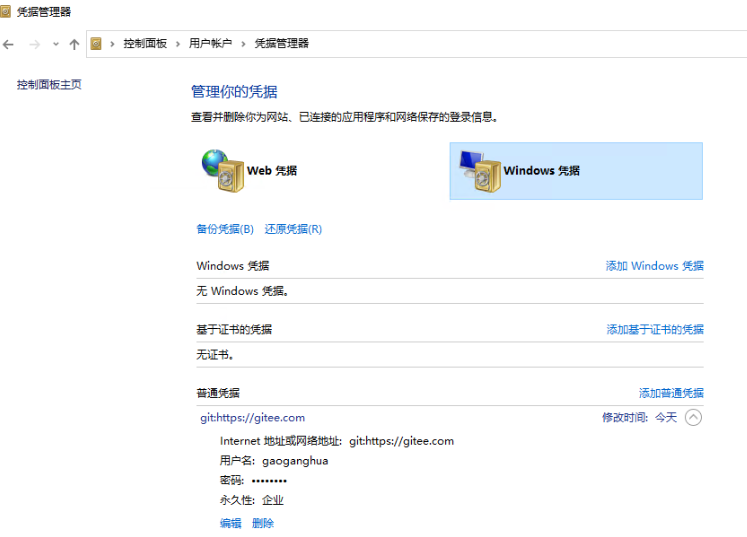 凭据管理器
控制面板 › 用户帐户 › 凭据管理器
控制面板主页
管理你的凭据
查看并删除你为网站、已连接的应用程序和网络保存的登录信息。
Web 凭据
Windows 凭据
备份凭据(B) 还原凭据(R)
Windows 凭据 添加 Windows 凭据
无 Windows 凭据。
基于证书的凭据 添加基于证书的凭据
无证书。
普通凭据 添加普通凭据
git:https://gitee.com 修改时间: 今天
Internet 地址或网络地址: git:https://gitee.com
用户名: gaoganghua
密码: ••••••••
永久性: 企业
编辑 删除